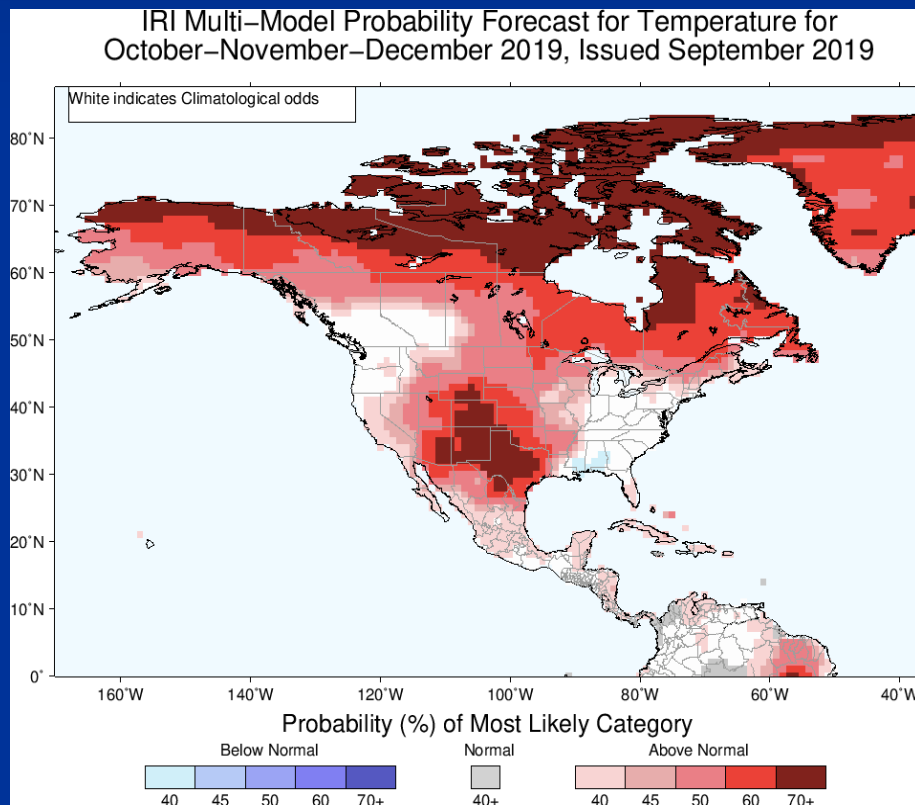 IRI Multi−Model Probability Forecast for Temperature for
October−November−December 2019, Issued September 2019
White indicates Climatological odds
80˚N
70˚N
60˚N
50˚N
40˚N
30˚N
20˚N
10˚N
0˚
160˚W 140˚W 120˚W 100˚W 80˚W 60˚W 40˚W
Probability (%) of Most Likely Category
Below Normal Normal Above Normal
40 45 50 60 70+ 40+ 40 45 50 60 70+